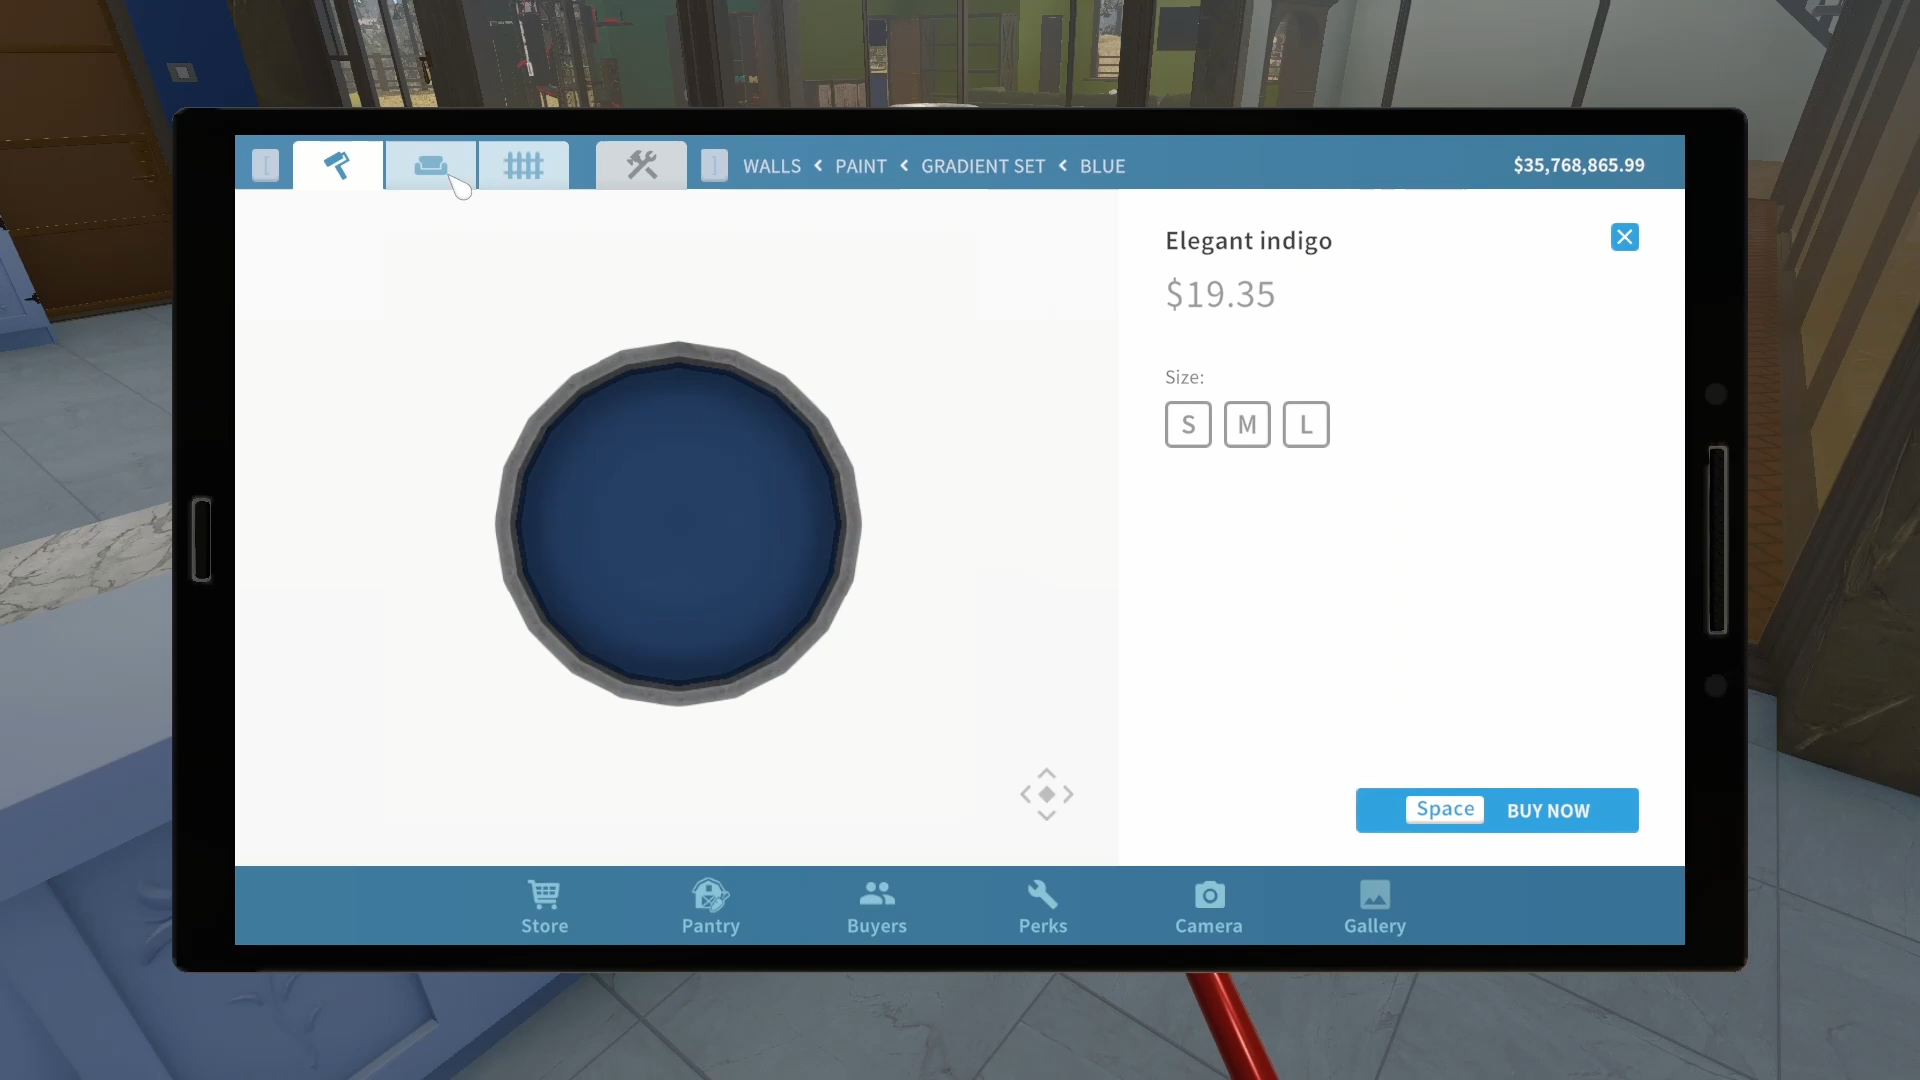 [
]
WALLS < PAINT < GRADIENT SET < BLUE
$35,768,865.99
Elegant indigo
$19.35
Size:
S M L
Space BUY NOW
Store Pantry Buyers Perks Camera Gallery